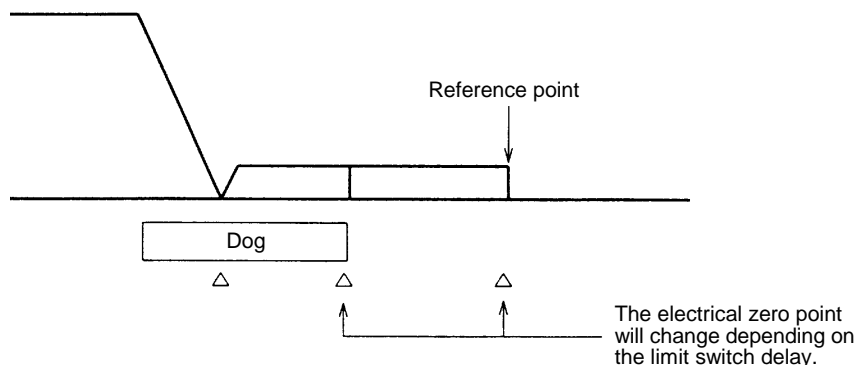 Reference point
Dog
The electrical zero point
will change depending on
the limit switch delay.